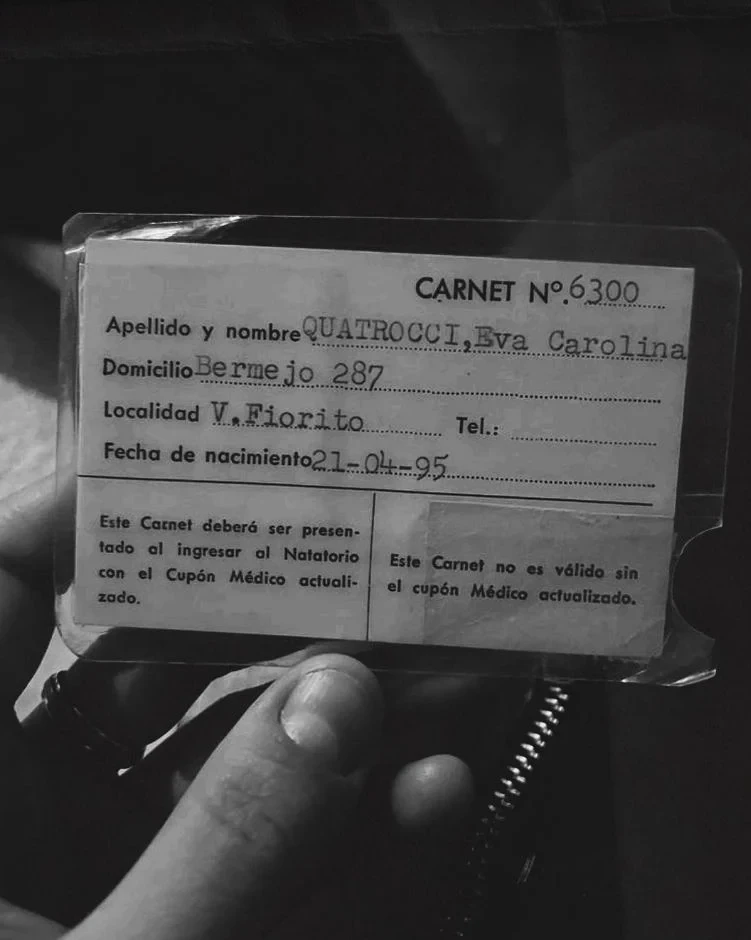 CARNET Nº.6300
Apellido y nombre QUATROCCI,Eva Carolina
Domicilio Bermejo 287
Localidad V.Fiorito Tel.:
Fecha de nacimiento 21-04-95
Este Carnet deberá ser presen-
tado al ingresar al Natatorio
con el Cupón Médico actuali-
zado.
Este Carnet no es válido sin
el cupón Médico actualizado.